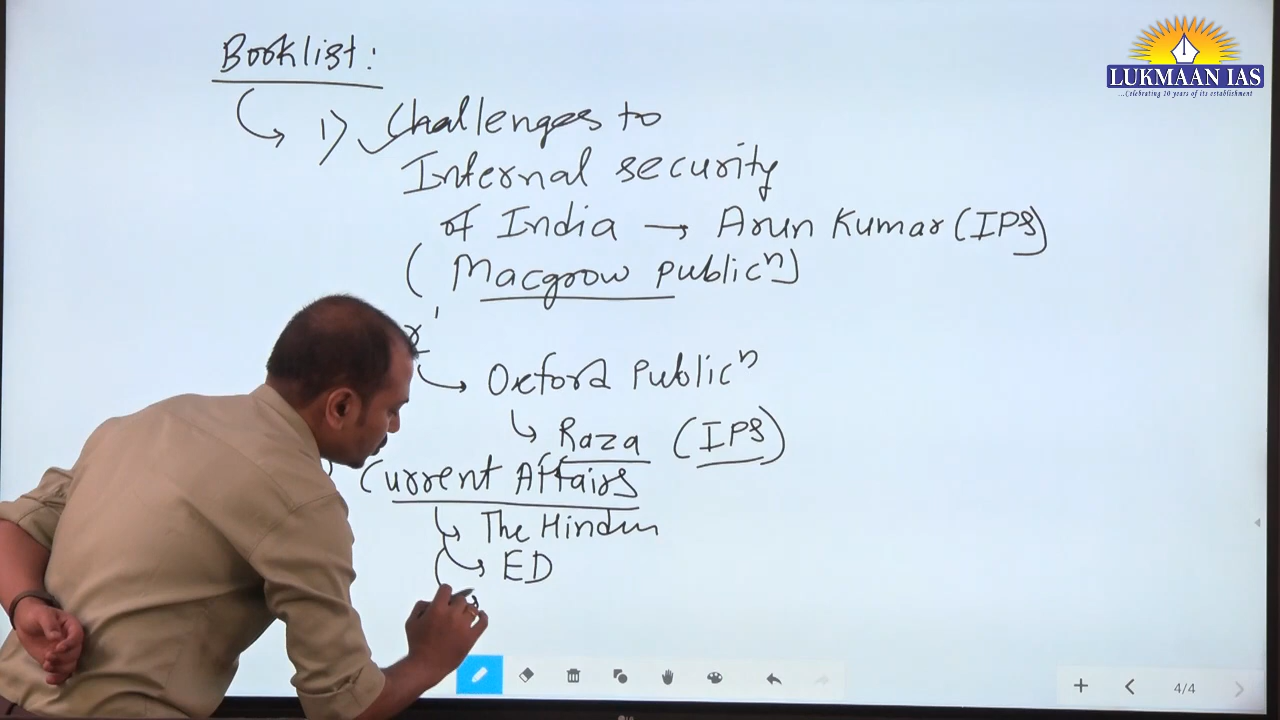 LUKMAAN IAS
...Celebrating 10 years of its establishment
Booklist:
1) Challenges to
Internal security
of India → Arun Kumar (IPS)
(Macgrow publicⁿ)
Oxford Publicⁿ
Raza (IPS)
Current Affairs
The Hindu
ED
4/4